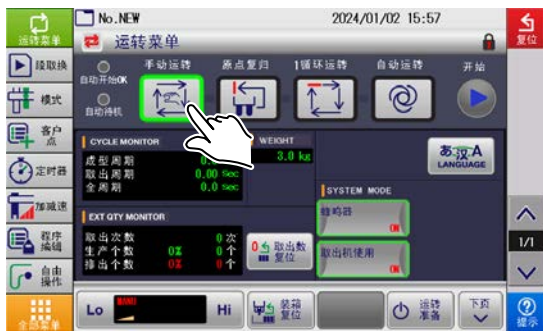 No.NEW 2024/01/02 15:57
运转菜单
运转菜单
复位
段取换
模式
客户点
定时器
加减速
程序编辑
自由操作
全部菜单
自动开始OK
自动待机
手动运转 原点复归 1循环运转 自动运转 开始
CYCLE MONITOR
成型周期
取出周期 0.00 Sec
全周期 0.0 Sec
WEIGHT
3.0 kg
あ汉A
LANGUAGE
SYSTEM MODE
蜂鸣器
ON
取出机使用
ON
EXT QTY MONITOR
取出次数 0次
生产个数 0% 0个
排出个数 0% 0个
取出数复位
1/1
Lo Hi
装箱复位
运转准备
下页
提示